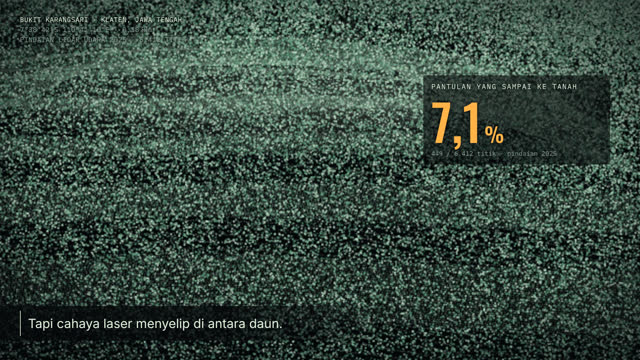 BUKIT KARANGSARI — KLATEN, JAWA TENGAH
PANTULAN YANG SAMPAI KE TANAH
7,1%
titik · pindaian 2025
Tapi cahaya laser menyelip di antara daun.